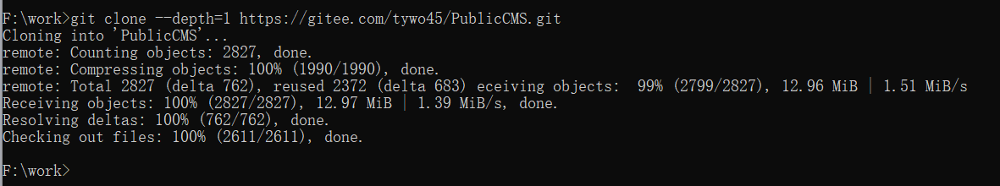 F:\work>git clone --depth=1 https://gitee.com/tywo45/PublicCMS.git
Cloning into 'PublicCMS'...
remote: Counting objects: 2827, done.
remote: Compressing objects: 100% (1990/1990), done.
remote: Total 2827 (delta 762), reused 2372 (delta 683) eceiving objects:  99% (2799/2827), 12.96 MiB | 1.51 MiB/s
Receiving objects: 100% (2827/2827), 12.97 MiB | 1.39 MiB/s, done.
Resolving deltas: 100% (762/762), done.
Checking out files: 100% (2611/2611), done.
F:\work>